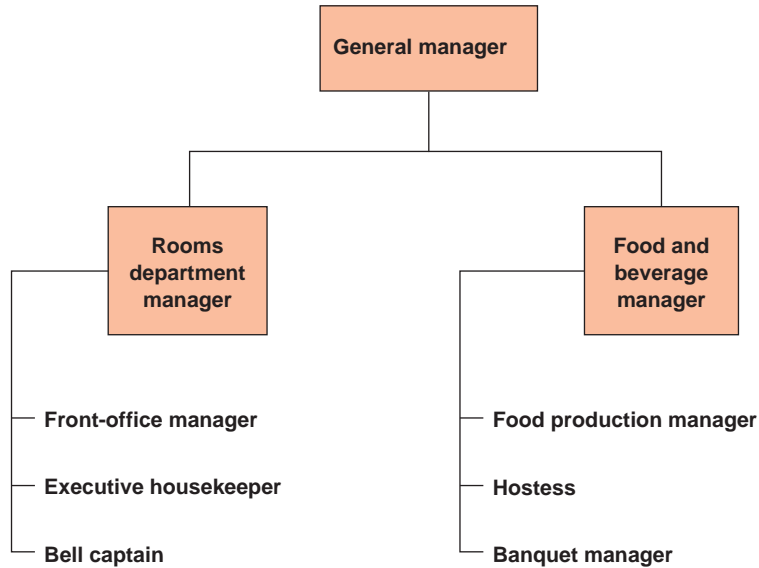 General manager
Rooms
department
manager
Food and
beverage
manager
Front-office manager
Executive housekeeper
Bell captain
Food production manager
Hostess
Banquet manager